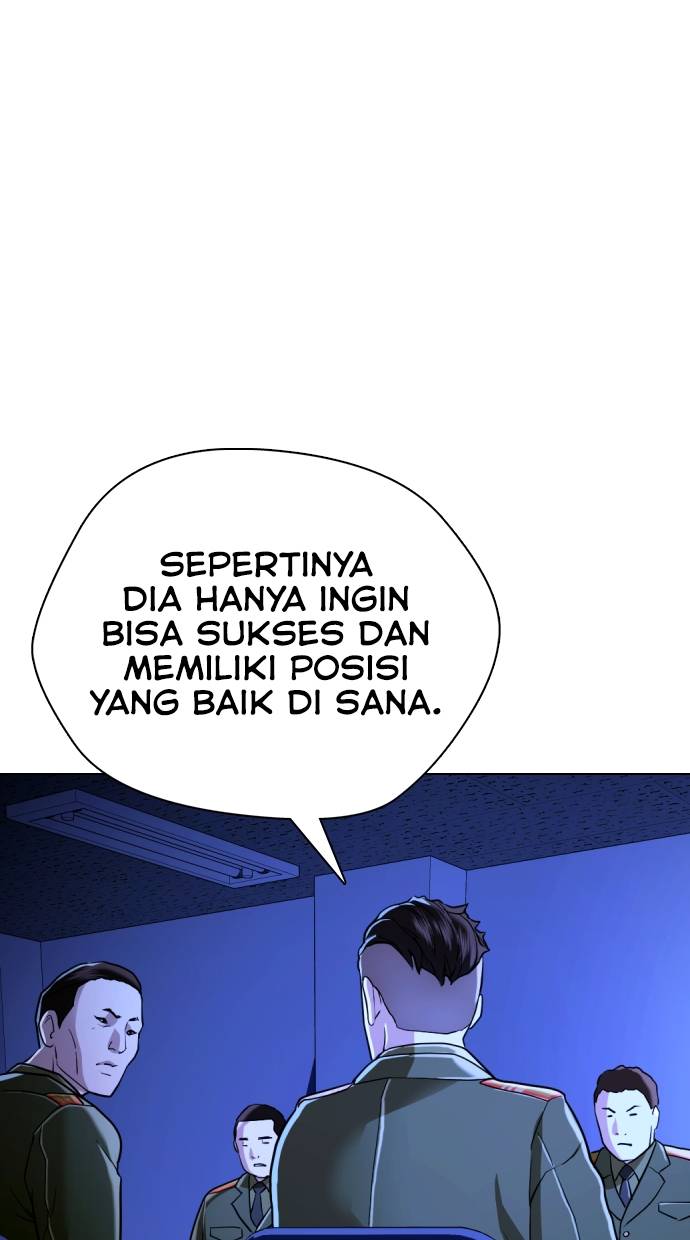 SEPERTINYA
DIA HANYA INGIN
BISA SUKSES DAN
MEMILIKI POSISI
YANG BAIK DI SANA.